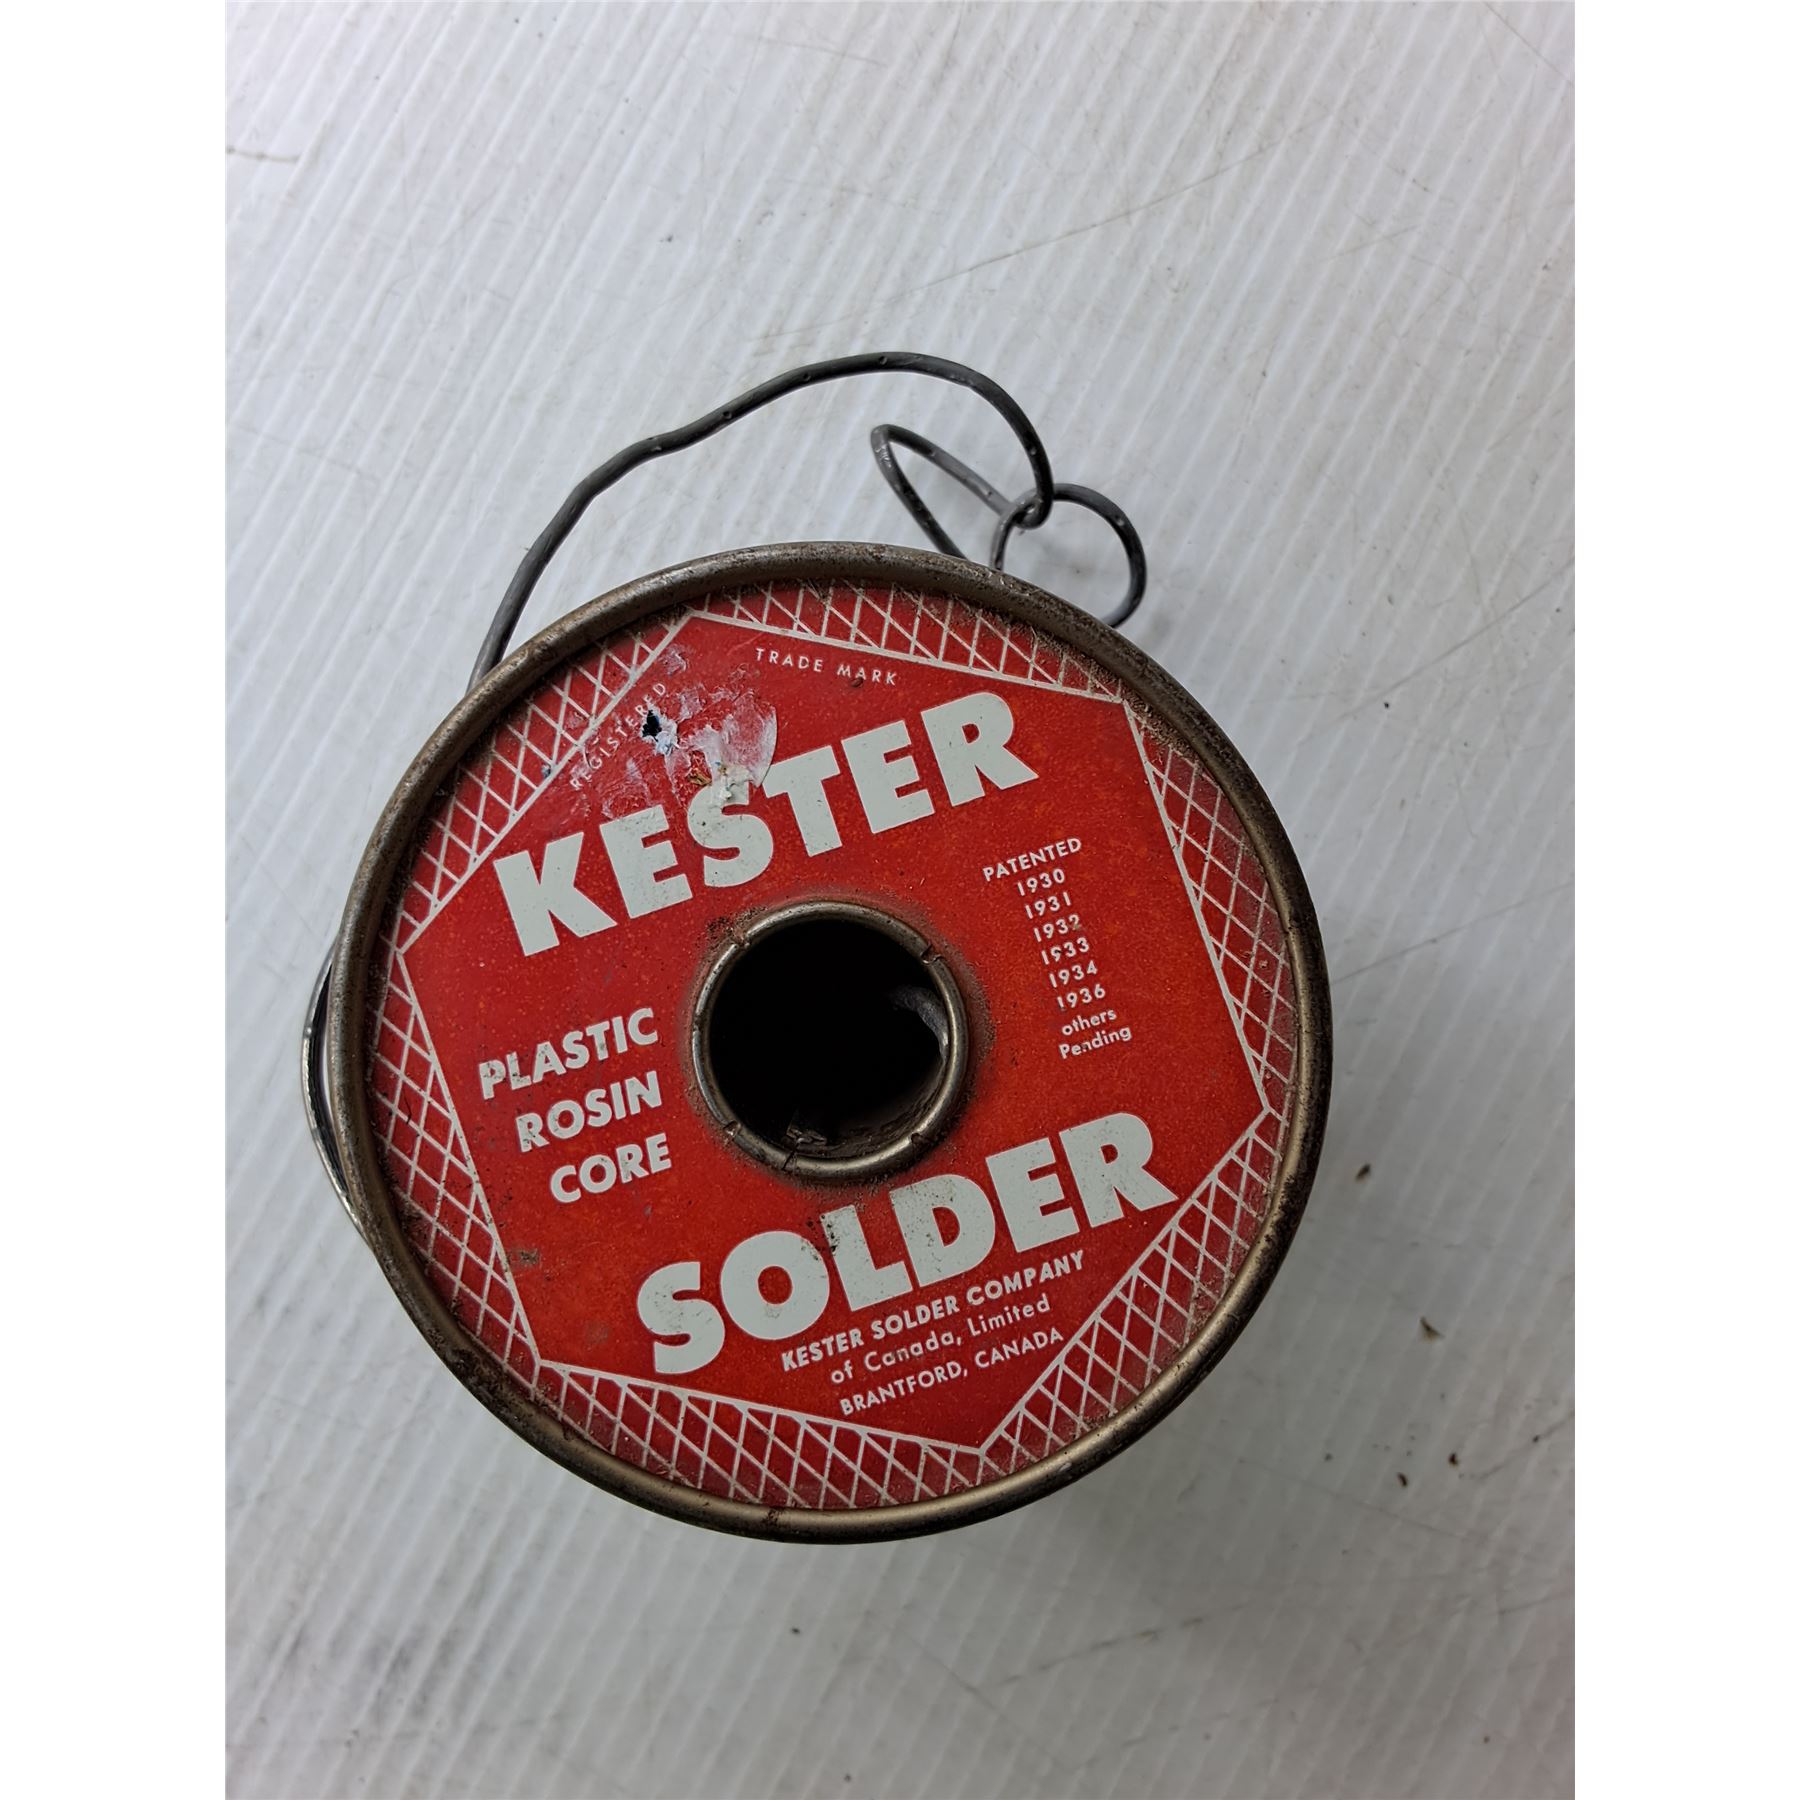 REGISTERED
TRADE MARK
KESTER
PATENTED
1930
1931
1932
1933
1934
1936
others
Pending
PLASTIC
ROSIN
CORE
SOLDER
KESTER SOLDER COMPANY
of Canada, Limited
BRANTFORD, CANADA